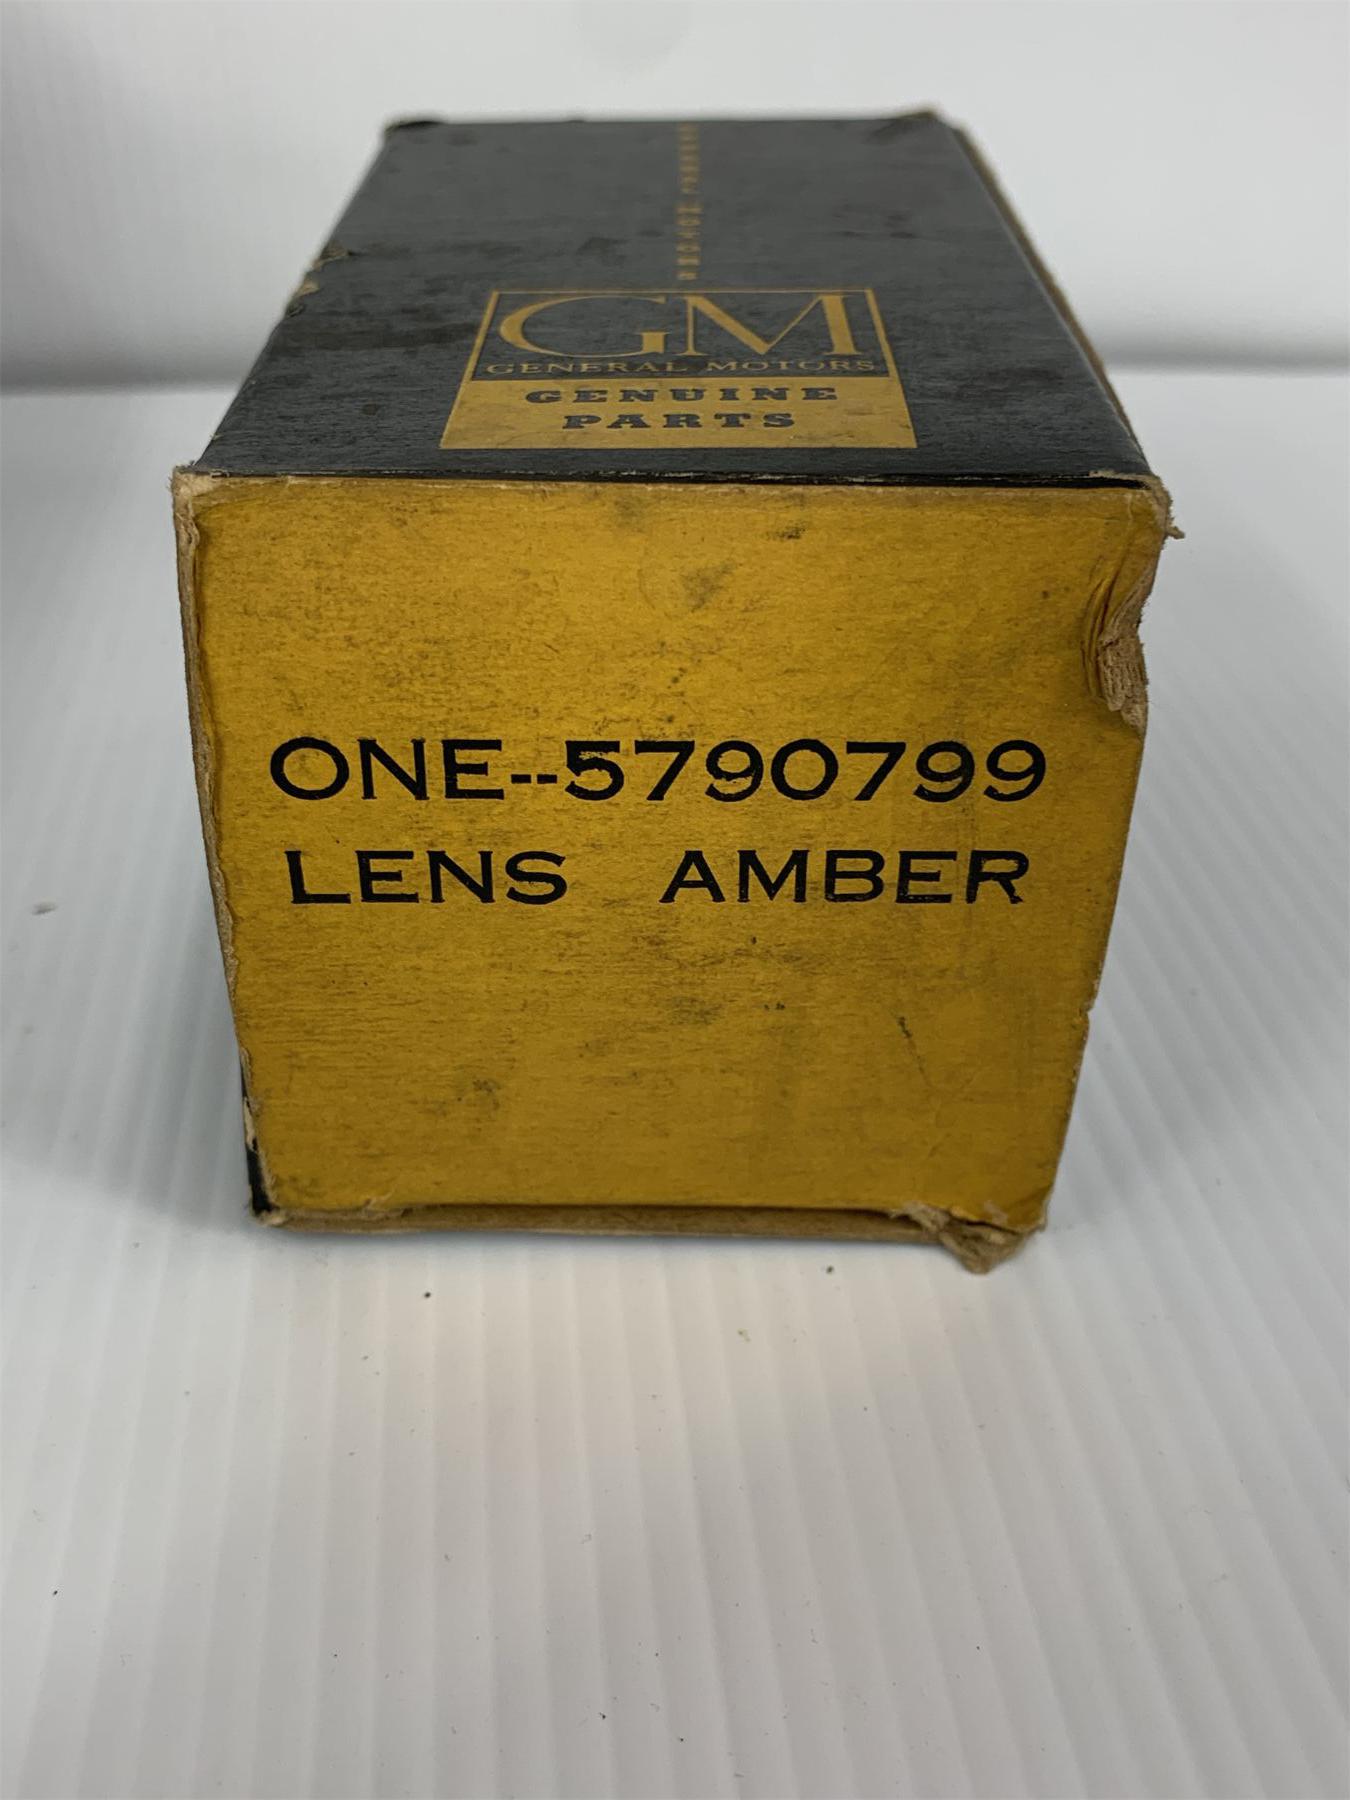 GM
GENERAL MOTORS
GENUINE
PARTS
ONE--5790799
LENS AMBER